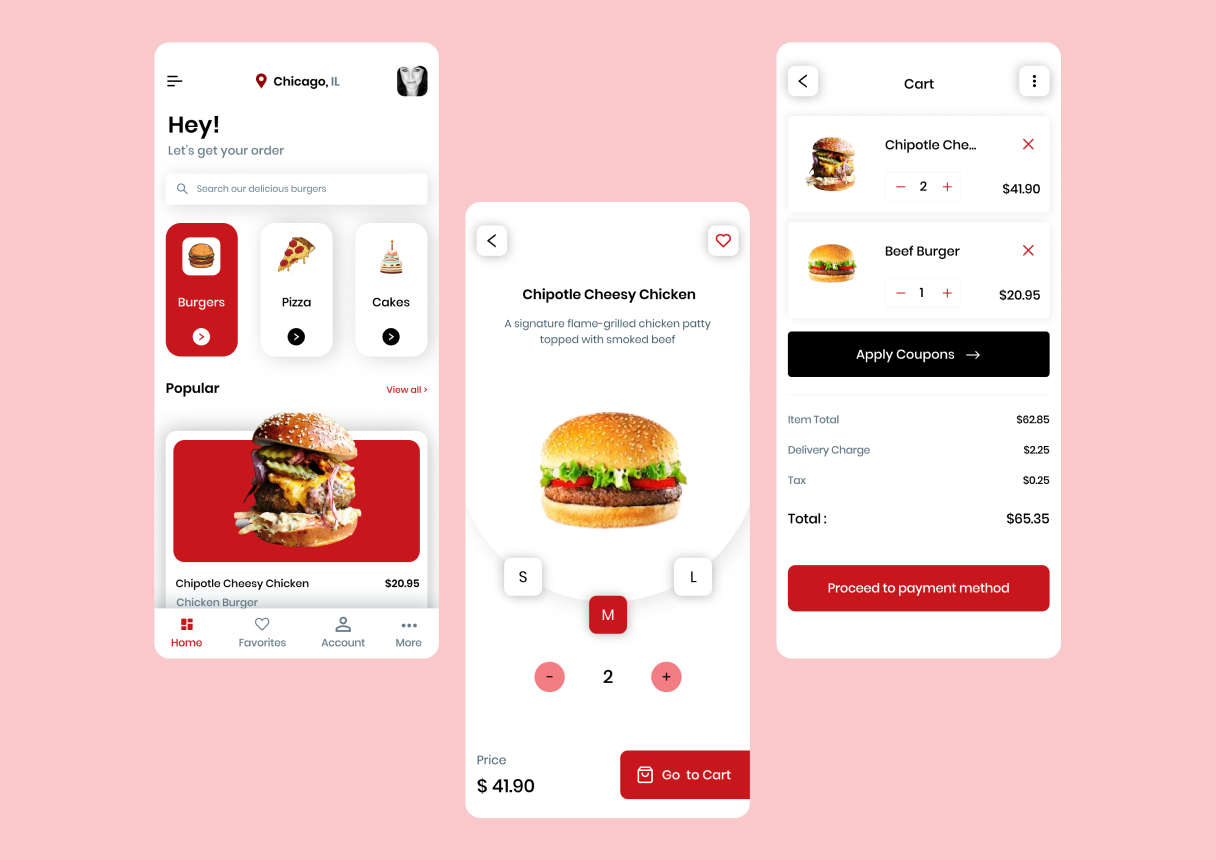 Chicago, IL
Hey!
Let's get your order
Search our delicious burgers
Burgers
Pizza
Cakes
Popular
View all >
Chipotle Cheesy Chicken
$20.95
Chicken Burger
Home
Favorites
Account
More
Chipotle Cheesy Chicken
A signature flame-grilled chicken patty
topped with smoked beef
S
M
L
-
2
+
Price
$ 41.90
Go to Cart
Cart
Chipotle Che...
− 2 +
$41.90
Beef Burger
− 1 +
$20.95
Apply Coupons →
Item Total
$62.85
Delivery Charge
$2.25
Tax
$0.25
Total :
$65.35
Proceed to payment method